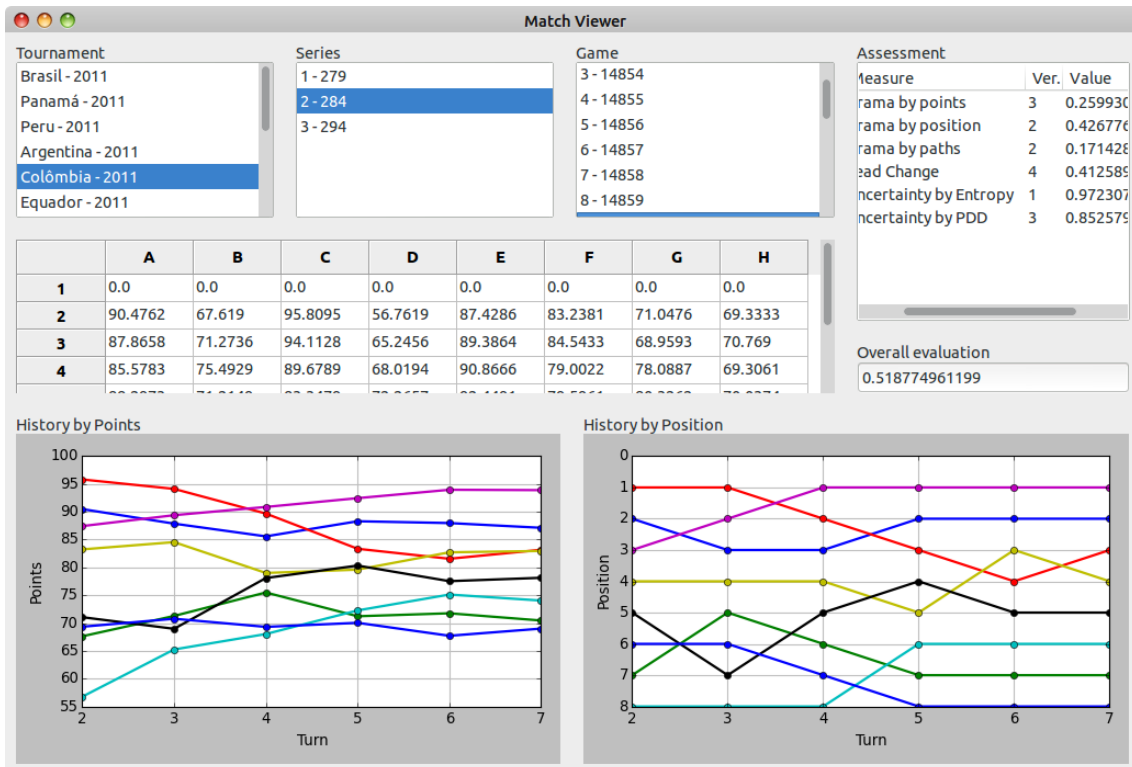 Match Viewer
Tournament
Brasil - 2011
Panamá - 2011
Peru - 2011
Argentina - 2011
Colômbia - 2011
Equador - 2011
Series
1 - 279
2 - 284
3 - 294
Game
3 - 14854
4 - 14855
5 - 14856
6 - 14857
7 - 14858
8 - 14859
Assessment
Measure Ver. Value
rama by points 3 0.259930
rama by position 2 0.426776
rama by paths 2 0.171428
ead Change 4 0.412589
ncertainty by Entropy 1 0.972307
ncertainty by PDD 3 0.852579
A B C D E F G H
1 0.0 0.0 0.0 0.0 0.0 0.0 0.0 0.0
2 90.4762 67.619 95.8095 56.7619 87.4286 83.2381 71.0476 69.3333
3 87.8658 71.2736 94.1128 65.2456 89.3864 84.5433 68.9593 70.769
4 85.5783 75.4929 89.6789 68.0194 90.8666 79.0022 78.0887 69.3061
Overall evaluation
0.518774961199
History by Points
100
95
90
85
80
75
70
65
60
55
Points
2 3 4 5 6 7
Turn
History by Position
0
1
2
3
4
5
6
7
8
Position
2 3 4 5 6 7
Turn